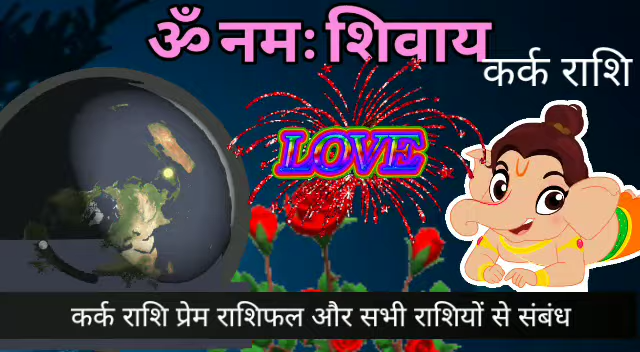 ॐ नमः शिवाय
कर्क राशि
LOVE
कर्क राशि प्रेम राशिफल और सभी राशियों से संबंध